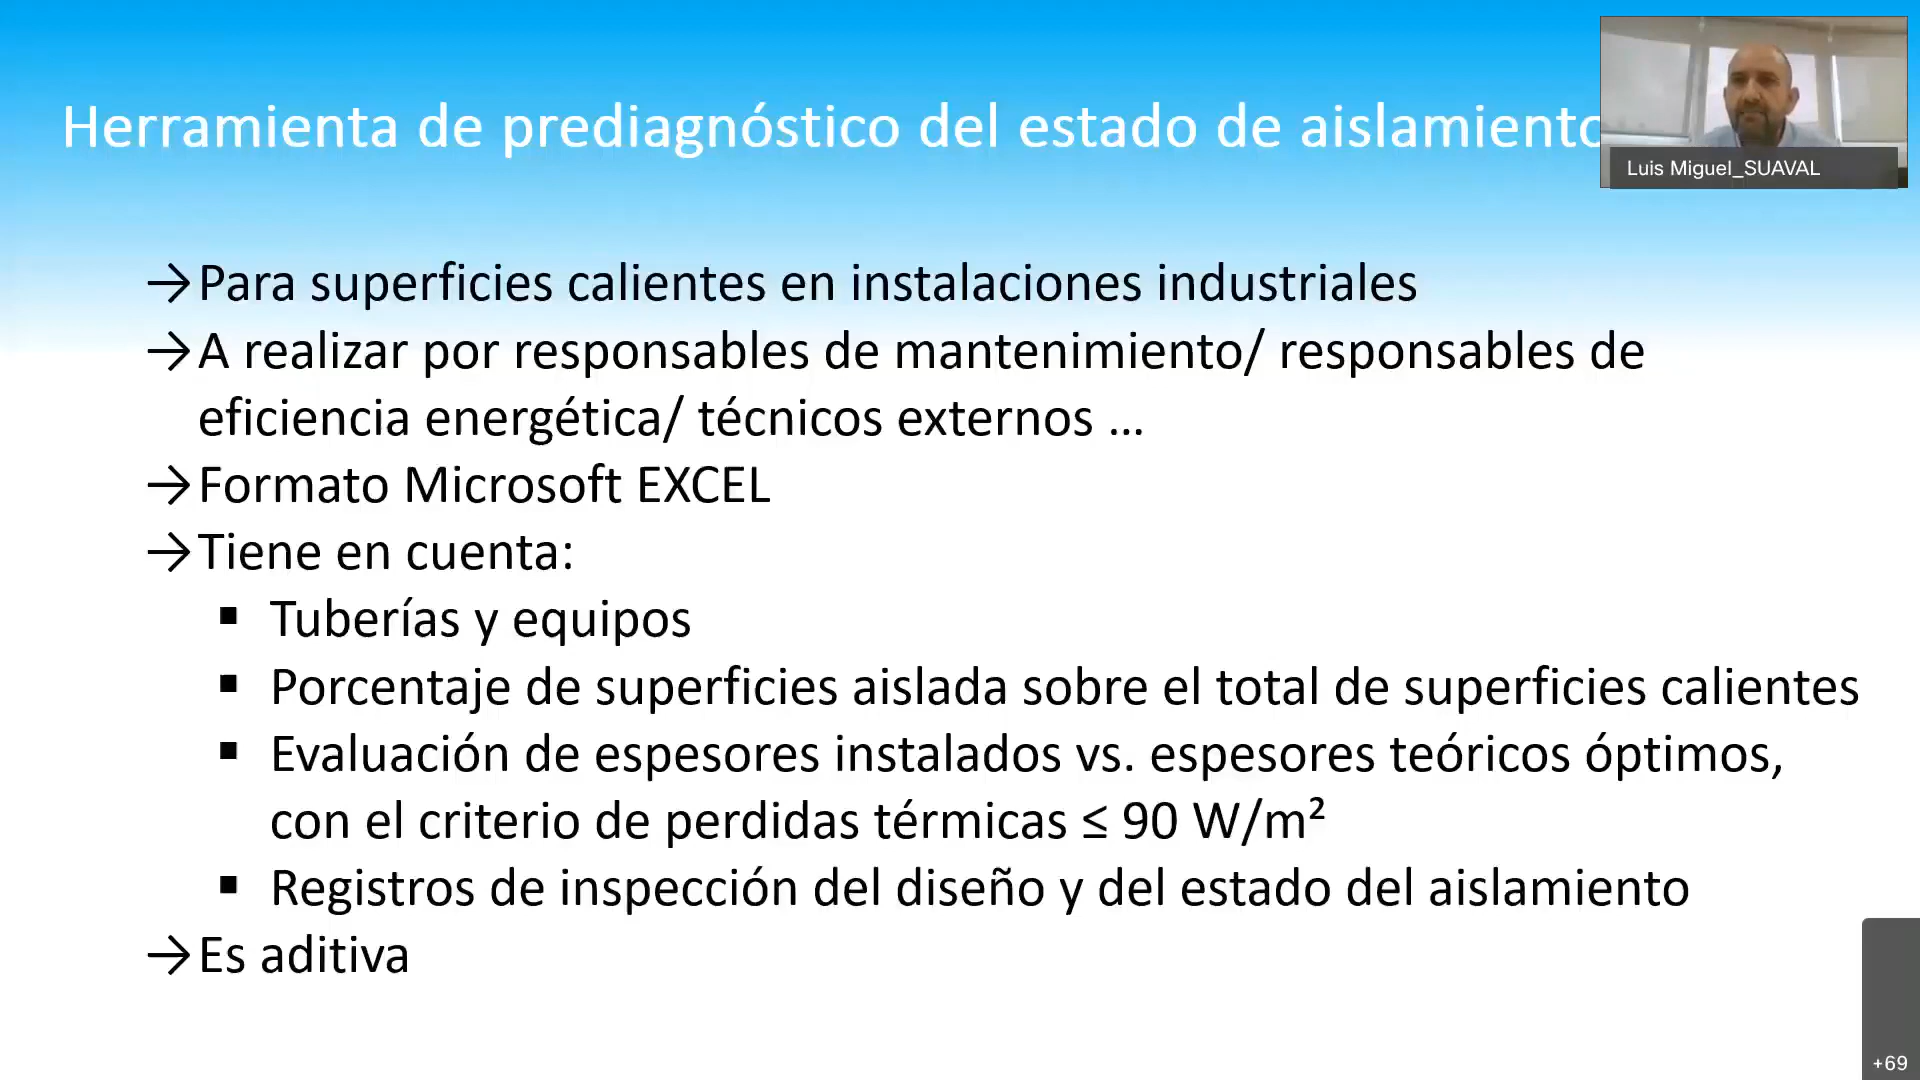 Herramienta de prediagnóstico del estado de aislamiento
Luis Miguel_SUAVAL
→Para superficies calientes en instalaciones industriales
→A realizar por responsables de mantenimiento/ responsables de
eficiencia energética/ técnicos externos ...
→Formato Microsoft EXCEL
→Tiene en cuenta:
▪ Tuberías y equipos
▪ Porcentaje de superficies aislada sobre el total de superficies calientes
▪ Evaluación de espesores instalados vs. espesores teóricos óptimos,
con el criterio de perdidas térmicas ≤ 90 W/m²
▪ Registros de inspección del diseño y del estado del aislamiento
→Es aditiva
+69